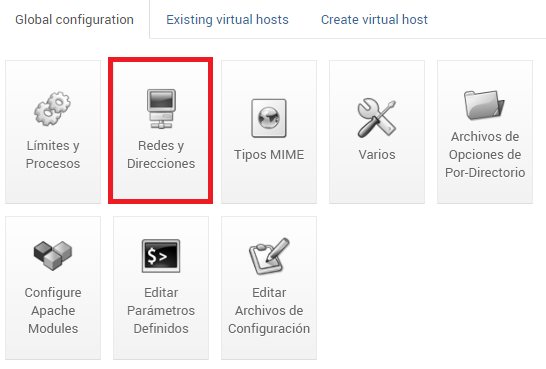 Global configuration
Existing virtual hosts
Create virtual host
Límites y
Procesos
Redes y
Direcciones
Tipos MIME
Varios
Archivos de
Opciones de
Por-Directorio
Configure
Apache
Modules
Editar
Parámetros
Definidos
Editar
Archivos de
Configuración